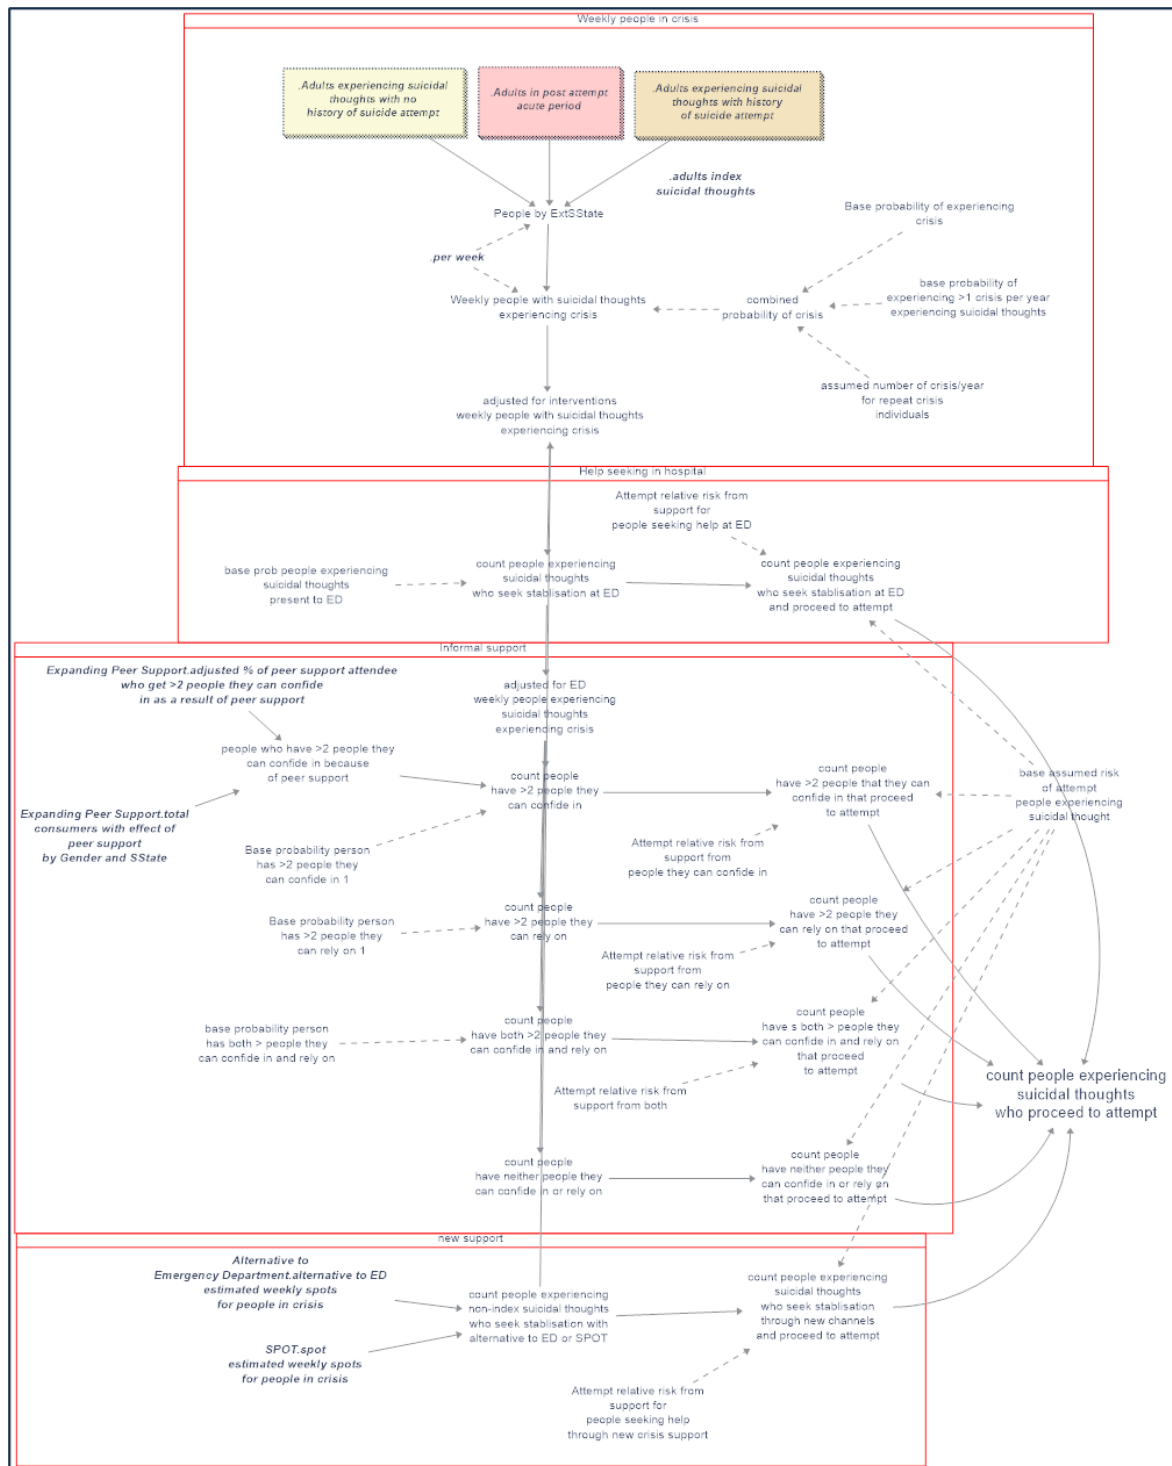 Weekly people in crisis
.Adults experiencing suicidal
thoughts with no
history of suicide attempt
.Adults in post attempt
acute period
.Adults experiencing suicidal
thoughts with history
of suicide attempt
.adults index
suicidal thoughts
People by ExtSState
Base probability of experiencing
crisis
.per week
Weekly people with suicidal thoughts
experiencing crisis
combined
probability of crisis
base probability of
experiencing >1 crisis per year
experiencing suicidal thoughts
assumed number of crisis/year
for repeat crisis
individuals
adjusted for interventions
weekly people with suicidal thoughts
experiencing crisis
Help seeking in hospital
Attempt relative risk from
support for
people seeking help at ED
base prob people experiencing
suicidal thoughts
present to ED
count people experiencing
suicidal thoughts
who seek stablisation at ED
count people experiencing
suicidal thoughts
who seek stablisation at ED
and proceed to attempt
Informal support
Expanding Peer Support.adjusted % of peer support attendee
who get >2 people they can confide
in as a result of peer support
adjusted for ED
weekly people experiencing
suicidal thoughts
experiencing crisis
people who have >2 people they
can confide in because
of peer support
count people
have >2 people they
can confide in
count people
have >2 people that they can
confide in that proceed
to attempt
base assumed risk
of attempt
people experiencing
suicidal thought
Expanding Peer Support.total
consumers with effect of
peer support
by Gender and SState
Base probability person
has >2 people they
can confide in 1
Attempt relative risk from
support from
people they can confide in
Base probability person
has >2 people they
can rely on 1
count people
have >2 people they
can rely on
count people
have >2 people they
can rely on that proceed
to attempt
Attempt relative risk from
support from
people they can rely on
base probability person
has both > people they
can confide in and rely on
count people
have both >2 people they
can confide in and rely on
count people
have s both > people they
can confide in and rely on
that proceed
to attempt
Attempt relative risk from
support from both
count people experiencing
suicidal thoughts
who proceed to attempt
count people
have neither people they
can confide in or rely on
count people
have neither people they
can confide in or rely on
that proceed to attempt
new support
Alternative to
Emergency Department.alternative to ED
estimated weekly spots
for people in crisis
count people experiencing
non-index suicidal thoughts
who seek stablisation with
alternative to ED or SPOT
count people experiencing
suicidal thoughts
who seek stablisation
through new channels
and proceed to attempt
SPOT.spot
estimated weekly spots
for people in crisis
Attempt relative risk from
support for
people seeking help
through new crisis support